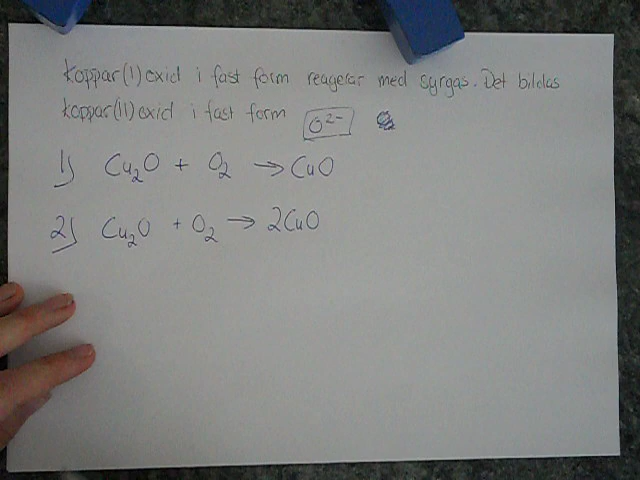 Koppar(I)oxid i fast form reagerar med syrgas. Det bildas
koppar(II)oxid i fast form O²⁻
1) Cu₂O + O₂ → CuO
2) Cu₂O + O₂ → 2CuO